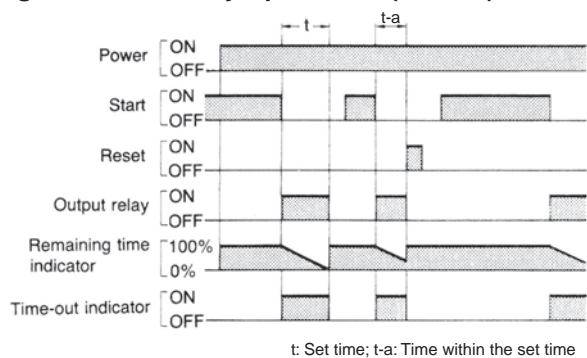 t
t-a
Power
ON
OFF
Start
ON
OFF
Reset
ON
OFF
Output relay
ON
OFF
Remaining time
indicator
100%
0%
Time-out indicator
ON
OFF
t: Set time; t-a: Time within the set time